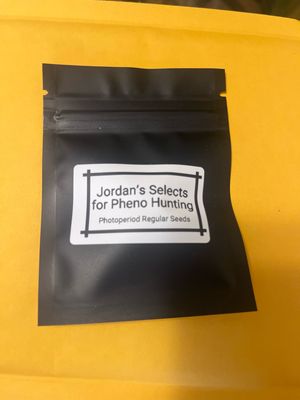 Jordan's Selects
for Pheno Hunting
Photoperiod Regular Seeds